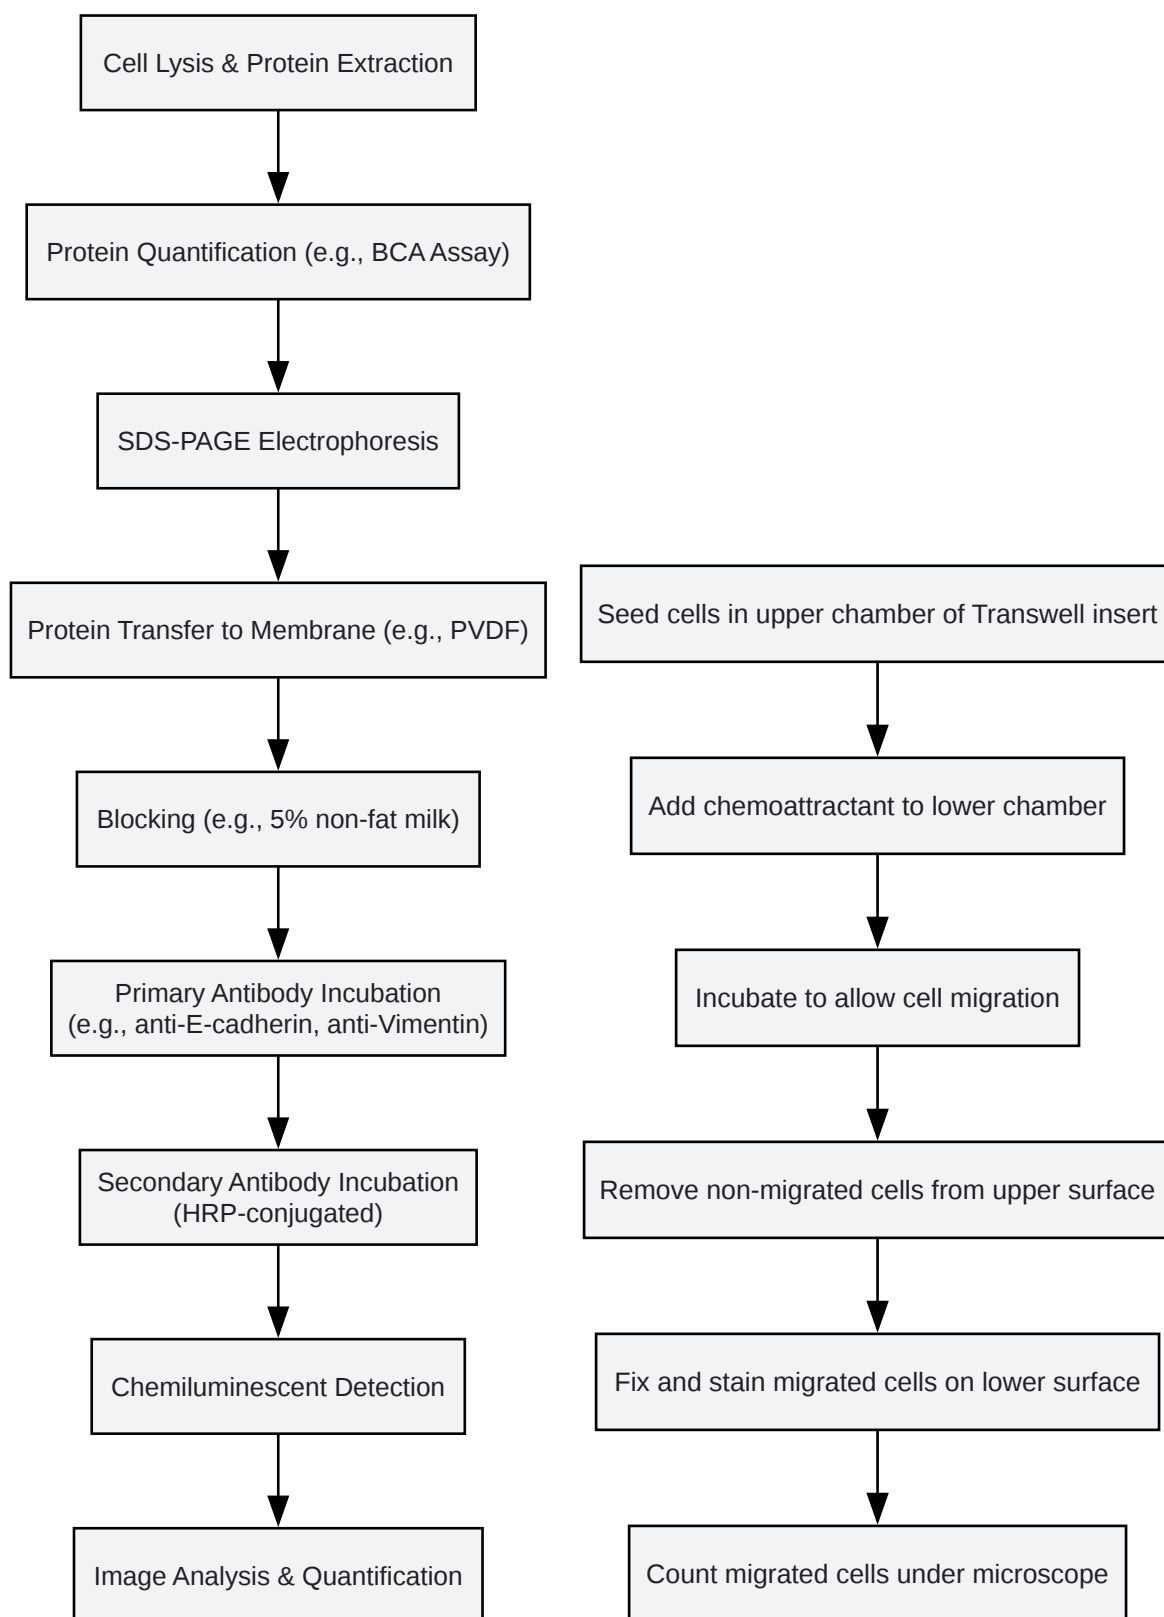 Cell Lysis & Protein Extraction
Protein Quantification (e.g., BCA Assay)
SDS-PAGE Electrophoresis
Protein Transfer to Membrane (e.g., PVDF)
Blocking (e.g., 5% non-fat milk)
Primary Antibody Incubation
(e.g., anti-E-cadherin, anti-Vimentin)
Secondary Antibody Incubation
(HRP-conjugated)
Chemiluminescent Detection
Image Analysis & Quantification
Seed cells in upper chamber of Transwell insert
Add chemoattractant to lower chamber
Incubate to allow cell migration
Remove non-migrated cells from upper surface
Fix and stain migrated cells on lower surface
Count migrated cells under microscope